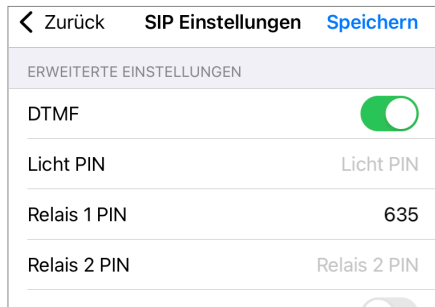 Zurück SIP Einstellungen Speichern
ERWEITERTE EINSTELLUNGEN
DTMF
Licht PIN Licht PIN
Relais 1 PIN 635
Relais 2 PIN Relais 2 PIN